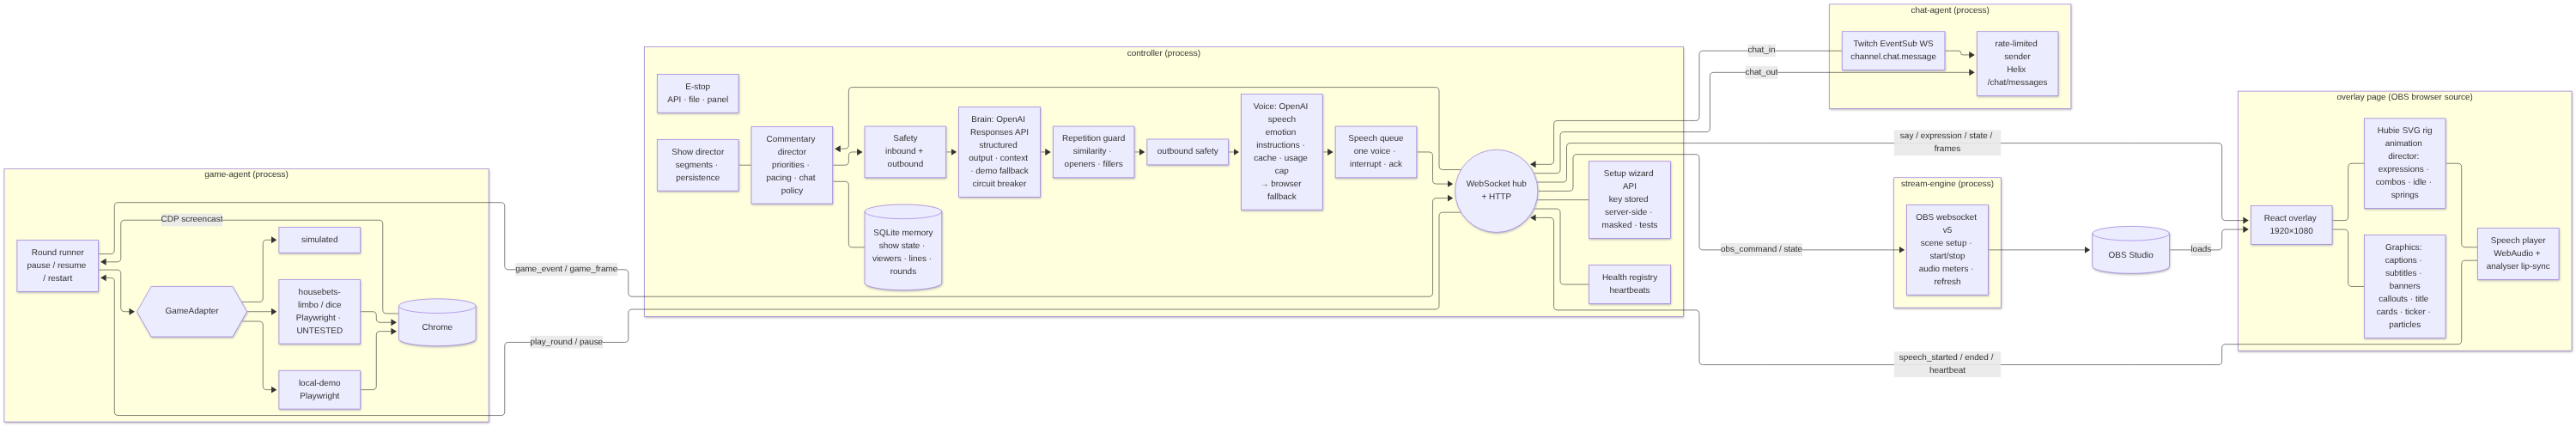 game-agent (process)
Round runner
pause / resume
/ restart
CDP screencast
GameAdapter
simulated
housebets-
limbo / dice
Playwright ·
UNTESTED
local-demo
Playwright
Chrome
game_event / game_frame
play_round / pause
controller (process)
E-stop
API · file · panel
Show director
segments ·
persistence
Commentary
director
priorities ·
pacing · chat
policy
Safety
inbound +
outbound
SQLite memory
show state ·
viewers · lines ·
rounds
Brain: OpenAI
Responses API
structured
output · context
· demo fallback
circuit breaker
Repetition guard
similarity ·
openers · fillers
outbound safety
Voice: OpenAI
speech
emotion
instructions ·
cache · usage
cap
→ browser
fallback
Speech queue
one voice ·
interrupt · ack
WebSocket hub
+ HTTP
Setup wizard
API
key stored
server-side ·
masked · tests
Health registry
heartbeats
chat_in
chat_out
chat-agent (process)
Twitch EventSub WS
channel.chat.message
rate-limited
sender
Helix
/chat/messages
say / expression / state /
frames
stream-engine (process)
OBS websocket
v5
scene setup ·
start/stop
audio meters ·
refresh
obs_command / state
OBS Studio
loads
speech_started / ended /
heartbeat
overlay page (OBS browser source)
React overlay
1920×1080
Hubie SVG rig
animation
director:
expressions ·
combos · idle ·
springs
Graphics:
captions ·
subtitles ·
banners
callouts · title
cards · ticker ·
particles
Speech player
WebAudio +
analyser lip-sync